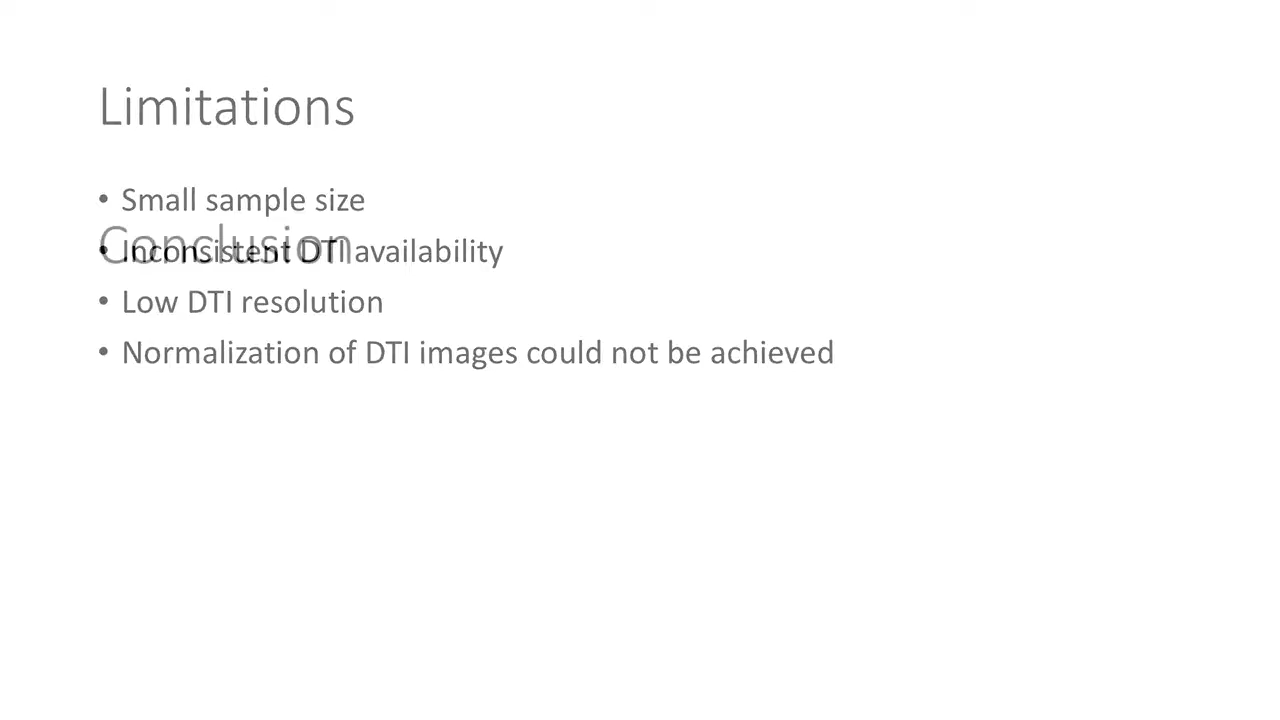 Limitations
• Small sample size
Conclusion
• Inconsistent DTI availability
• Low DTI resolution
• Normalization of DTI images could not be achieved